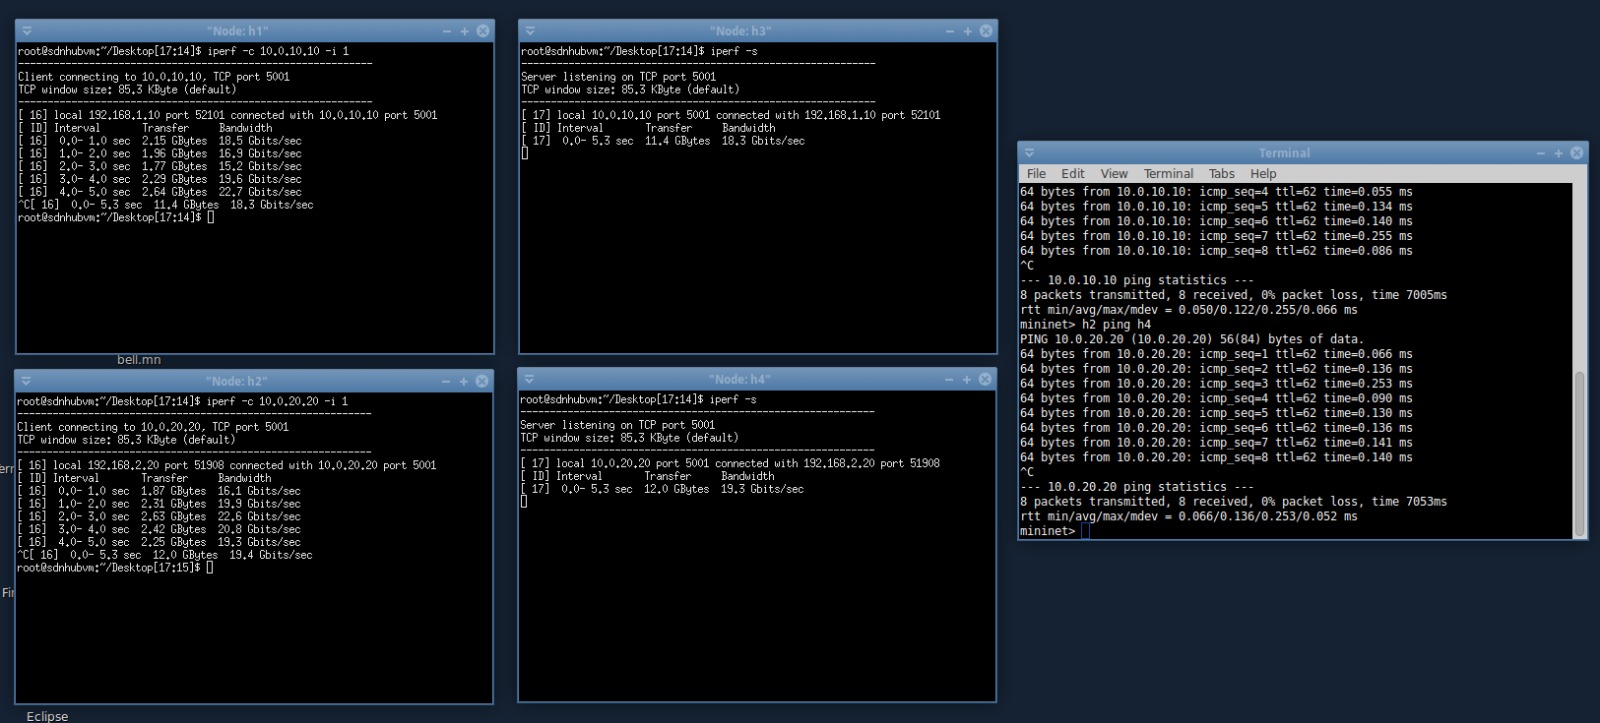 "Node: h1"
root@sdnhubvm:~/Desktop[17:14]$ iperf -c 10.0.10.10 -i 1
------------------------------------------------------------
Client connecting to 10.0.10.10, TCP port 5001
TCP window size: 85.3 KByte (default)
------------------------------------------------------------
[ 16] local 192.168.1.10 port 52101 connected with 10.0.10.10 port 5001
[ ID] Interval       Transfer     Bandwidth
[ 16]  0.0- 1.0 sec  2.15 GBytes  18.5 Gbits/sec
[ 16]  1.0- 2.0 sec  1.96 GBytes  16.9 Gbits/sec
[ 16]  2.0- 3.0 sec  1.77 GBytes  15.2 Gbits/sec
[ 16]  3.0- 4.0 sec  2.29 GBytes  19.6 Gbits/sec
[ 16]  4.0- 5.0 sec  2.64 GBytes  22.7 Gbits/sec
^C[ 16]  0.0- 5.3 sec  11.4 GBytes  18.3 Gbits/sec
root@sdnhubvm:~/Desktop[17:14]$
"Node: h3"
root@sdnhubvm:~/Desktop[17:14]$ iperf -s
------------------------------------------------------------
Server listening on TCP port 5001
TCP window size: 85.3 KByte (default)
------------------------------------------------------------
[ 17] local 10.0.10.10 port 5001 connected with 192.168.1.10 port 52101
[ ID] Interval       Transfer     Bandwidth
[ 17]  0.0- 5.3 sec  11.4 GBytes  18.3 Gbits/sec
bell.mn
"Node: h2"
root@sdnhubvm:~/Desktop[17:14]$ iperf -c 10.0.20.20 -i 1
------------------------------------------------------------
Client connecting to 10.0.20.20, TCP port 5001
TCP window size: 85.3 KByte (default)
------------------------------------------------------------
[ 16] local 192.168.2.20 port 51908 connected with 10.0.20.20 port 5001
[ ID] Interval       Transfer     Bandwidth
[ 16]  0.0- 1.0 sec  1.87 GBytes  16.1 Gbits/sec
[ 16]  1.0- 2.0 sec  2.31 GBytes  19.9 Gbits/sec
[ 16]  2.0- 3.0 sec  2.63 GBytes  22.6 Gbits/sec
[ 16]  3.0- 4.0 sec  2.42 GBytes  20.8 Gbits/sec
[ 16]  4.0- 5.0 sec  2.25 GBytes  19.3 Gbits/sec
^C[ 16]  0.0- 5.3 sec  12.0 GBytes  19.4 Gbits/sec
root@sdnhubvm:~/Desktop[17:15]$
"Node: h4"
root@sdnhubvm:~/Desktop[17:14]$ iperf -s
------------------------------------------------------------
Server listening on TCP port 5001
TCP window size: 85.3 KByte (default)
------------------------------------------------------------
[ 17] local 10.0.20.20 port 5001 connected with 192.168.2.20 port 51908
[ ID] Interval       Transfer     Bandwidth
[ 17]  0.0- 5.3 sec  12.0 GBytes  19.3 Gbits/sec
Eclipse
Terminal
File Edit View Terminal Tabs Help
64 bytes from 10.0.10.10: icmp_seq=4 ttl=62 time=0.055 ms
64 bytes from 10.0.10.10: icmp_seq=5 ttl=62 time=0.134 ms
64 bytes from 10.0.10.10: icmp_seq=6 ttl=62 time=0.140 ms
64 bytes from 10.0.10.10: icmp_seq=7 ttl=62 time=0.255 ms
64 bytes from 10.0.10.10: icmp_seq=8 ttl=62 time=0.086 ms
^C
--- 10.0.10.10 ping statistics ---
8 packets transmitted, 8 received, 0% packet loss, time 7005ms
rtt min/avg/max/mdev = 0.050/0.122/0.255/0.066 ms
mininet> h2 ping h4
PING 10.0.20.20 (10.0.20.20) 56(84) bytes of data.
64 bytes from 10.0.20.20: icmp_seq=1 ttl=62 time=0.066 ms
64 bytes from 10.0.20.20: icmp_seq=2 ttl=62 time=0.136 ms
64 bytes from 10.0.20.20: icmp_seq=3 ttl=62 time=0.253 ms
64 bytes from 10.0.20.20: icmp_seq=4 ttl=62 time=0.090 ms
64 bytes from 10.0.20.20: icmp_seq=5 ttl=62 time=0.130 ms
64 bytes from 10.0.20.20: icmp_seq=6 ttl=62 time=0.136 ms
64 bytes from 10.0.20.20: icmp_seq=7 ttl=62 time=0.141 ms
64 bytes from 10.0.20.20: icmp_seq=8 ttl=62 time=0.140 ms
^C
--- 10.0.20.20 ping statistics ---
8 packets transmitted, 8 received, 0% packet loss, time 7053ms
rtt min/avg/max/mdev = 0.066/0.136/0.253/0.052 ms
mininet>